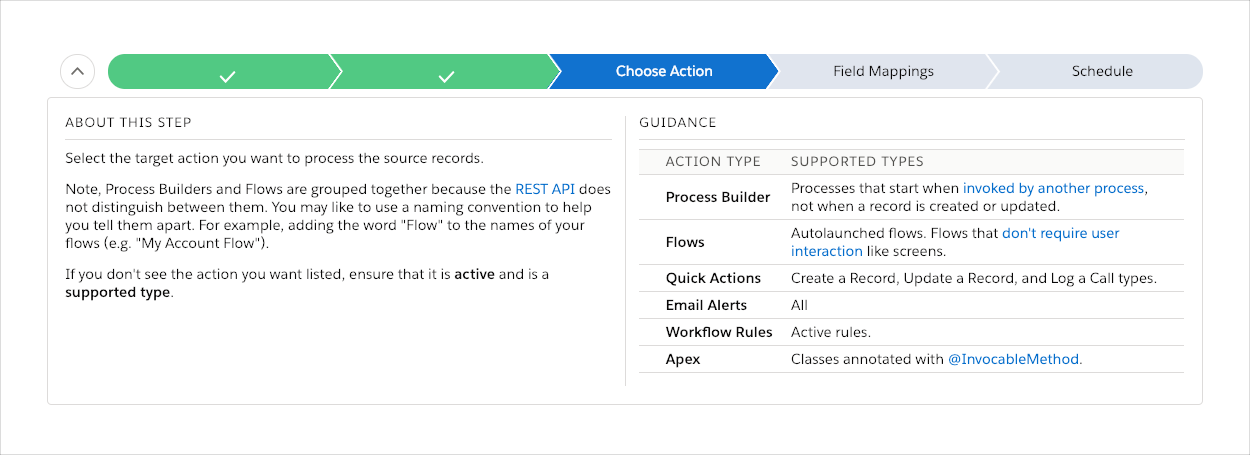 Choose Action
Field Mappings
Schedule
ABOUT THIS STEP
Select the target action you want to process the source records.
Note, Process Builders and Flows are grouped together because the REST API does
not distinguish between them. You may like to use a naming convention to help
you tell them apart. For example, adding the word "Flow" to the names of your
flows (e.g. "My Account Flow").
If you don't see the action you want listed, ensure that it is active and is a
supported type.
GUIDANCE
ACTION TYPE SUPPORTED TYPES
Process Builder Processes that start when invoked by another process,
not when a record is created or updated.
Flows Autolaunched flows. Flows that don't require user
interaction like screens.
Quick Actions Create a Record, Update a Record, and Log a Call types.
Email Alerts All
Workflow Rules Active rules.
Apex Classes annotated with @InvocableMethod.